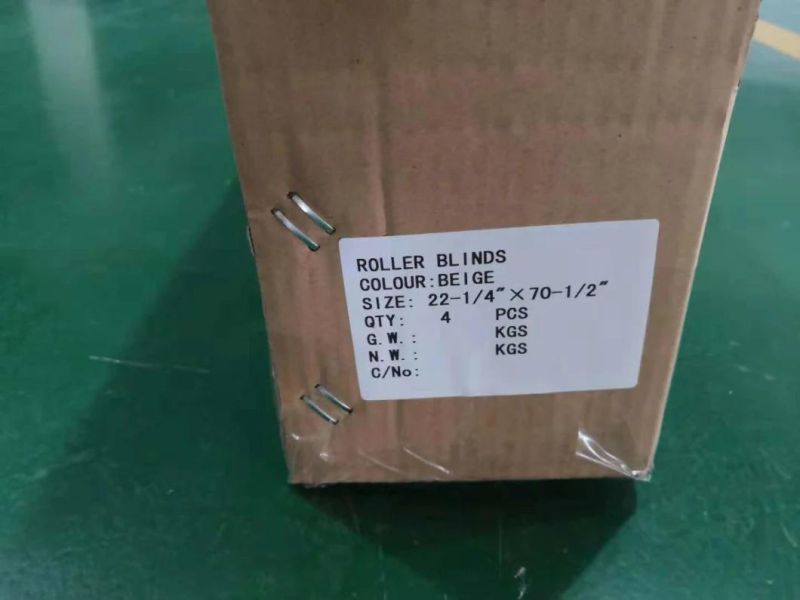 ROLLER BLINDS
COLOUR:BEIGE
SIZE: 22-1/4"×70-1/2"
QTY: 4 PCS
G.W.: KGS
N.W.: KGS
C/No: